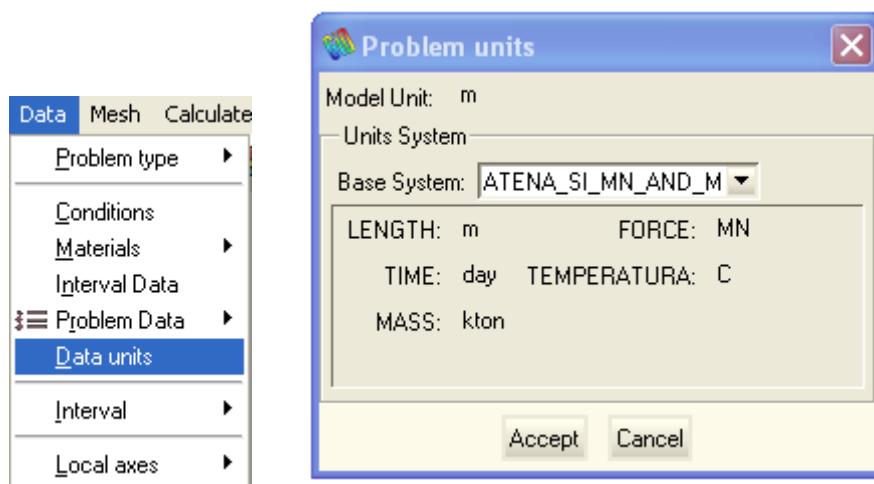 Data Mesh Calculate
Problem type
Conditions
Materials
Interval Data
Problem Data
Data units
Interval
Local axes
Problem units
Model Unit: m
Units System
Base System: ATENA_SI_MN_AND_M
LENGTH: m FORCE: MN
TIME: day TEMPERATURA: C
MASS: kton
Accept Cancel